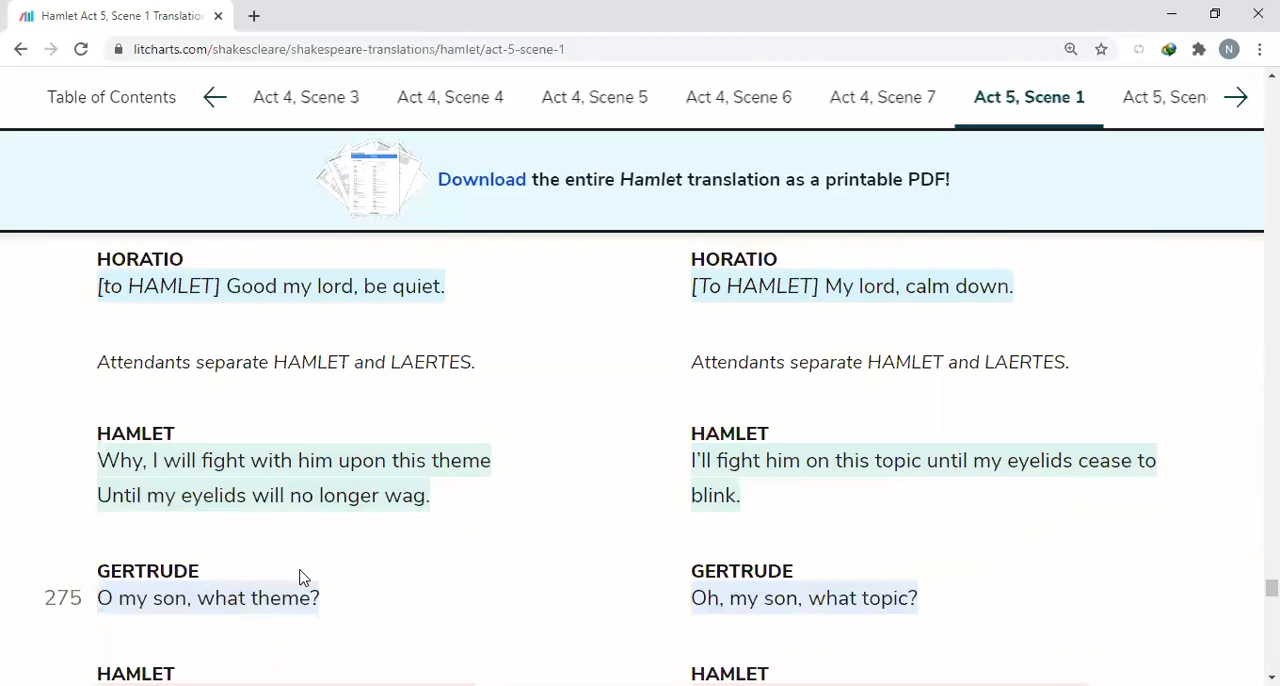 Hamlet Act 5, Scene 1 Translatio
litcharts.com/shakescleare/shakespeare-translations/hamlet/act-5-scene-1
N
Table of Contents
Act 4, Scene 3
Act 4, Scene 4
Act 4, Scene 5
Act 4, Scene 6
Act 4, Scene 7
Act 5, Scene 1
Act 5, Scen
Download the entire Hamlet translation as a printable PDF!
HORATIO
[to HAMLET] Good my lord, be quiet.
HORATIO
[To HAMLET] My lord, calm down.
Attendants separate HAMLET and LAERTES.
Attendants separate HAMLET and LAERTES.
HAMLET
Why, I will fight with him upon this theme
Until my eyelids will no longer wag.
HAMLET
I'll fight him on this topic until my eyelids cease to
blink.
GERTRUDE
275 O my son, what theme?
GERTRUDE
Oh, my son, what topic?
HAMLET
HAMLET